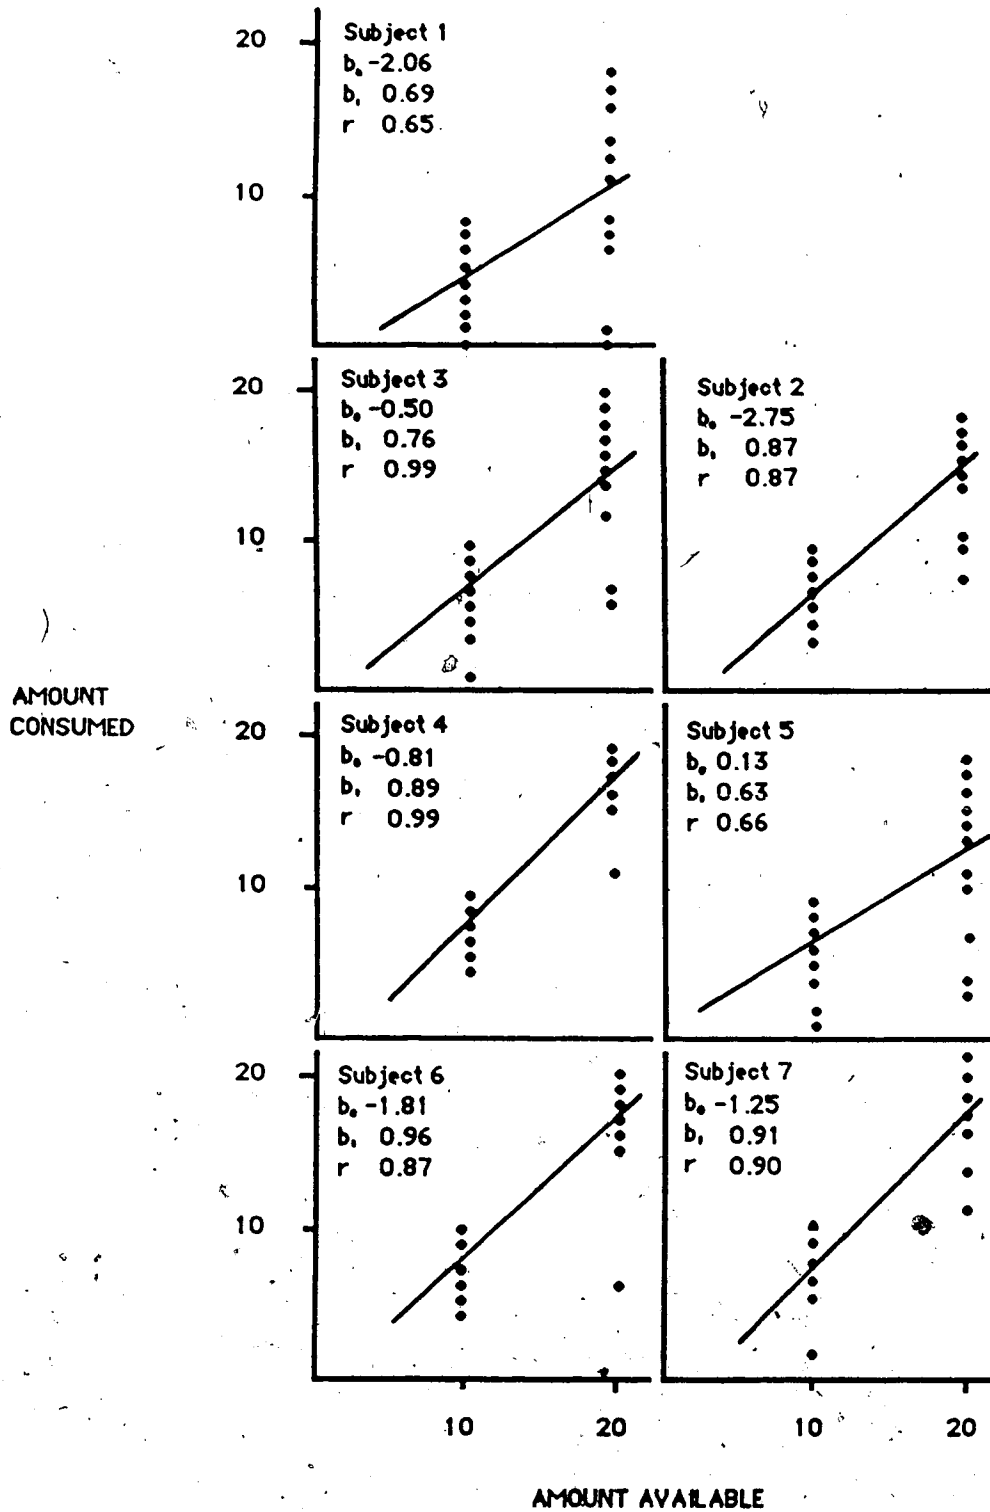 20
10
Subject 1
b₀ -2.06
b₁ 0.69
r 0.65
20
10
Subject 3
b₀ -0.50
b₁ 0.76
r 0.99
Subject 2
b₀ -2.75
b₁ 0.87
r 0.87
AMOUNT
CONSUMED
20
10
Subject 4
b₀ -0.81
b₁ 0.89
r 0.99
Subject 5
b₀ 0.13
b₁ 0.63
r 0.66
20
10
Subject 6
b₀ -1.81
b₁ 0.96
r 0.87
Subject 7
b₀ -1.25
b₁ 0.91
r 0.90
10 20 10 20
AMOUNT AVAILABLE